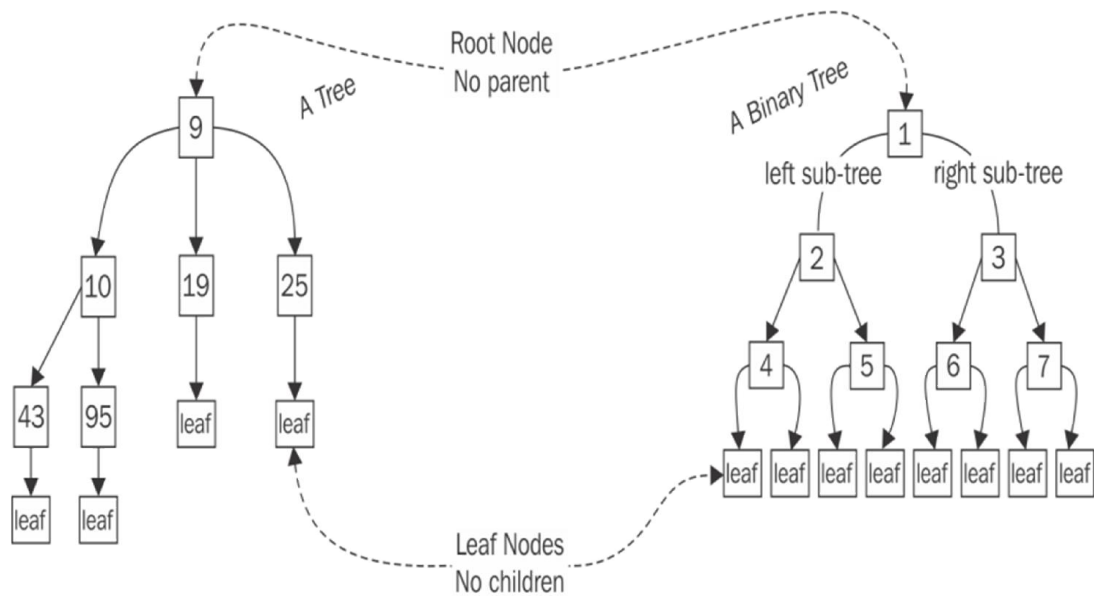 Root Node
No parent
A Tree
A Binary Tree
9
1
left sub-tree
right sub-tree
10
19
25
2
3
4
5
6
7
43
95
leaf
leaf
leaf
leaf
leaf
leaf
leaf
leaf
leaf
leaf
leaf
leaf
Leaf Nodes
No children